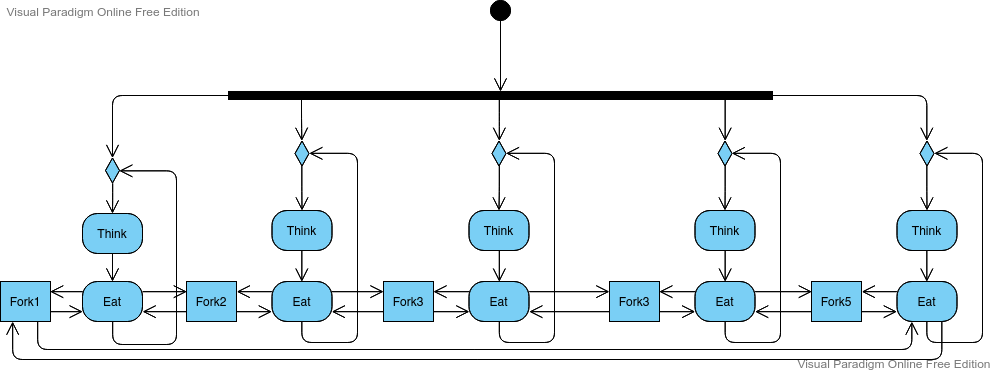 Visual Paradigm Online Free Edition
Think
Think
Think
Think
Think
Fork1
Eat
Fork2
Eat
Fork3
Eat
Fork3
Eat
Fork5
Eat
Visual Paradigm Online Free Edition